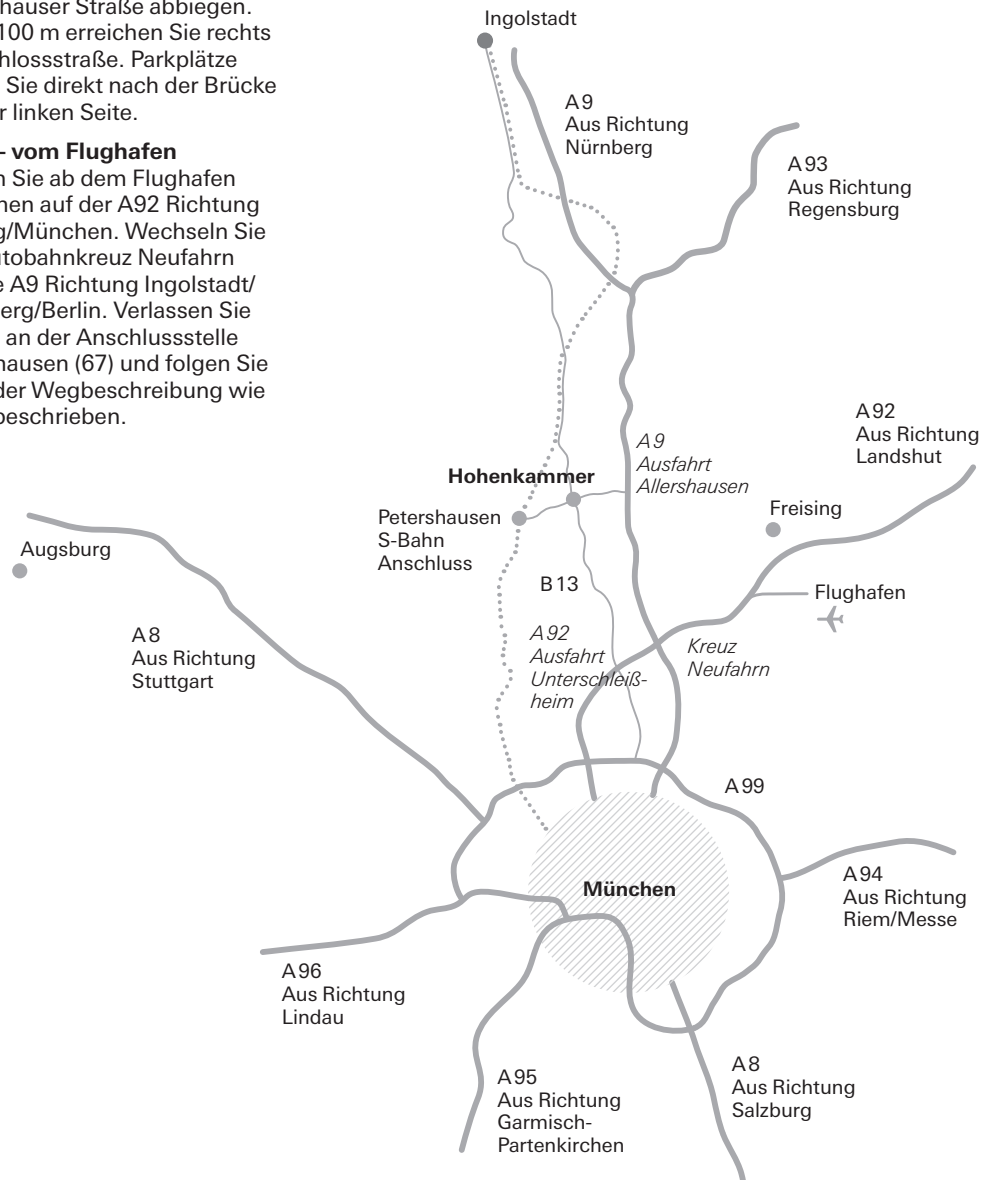 hauser Straße abbiegen.
100 m erreichen Sie rechts
hlossstraße. Parkplätze
Sie direkt nach der Brücke
r linken Seite.
– vom Flughafen
n Sie ab dem Flughafen
hen auf der A92 Richtung
g/München. Wechseln Sie
utobahnkreuz Neufahrn
e A9 Richtung Ingolstadt/
erg/Berlin. Verlassen Sie
an der Anschlussstelle
hausen (67) und folgen Sie
der Wegbeschreibung wie
beschrieben.
Ingolstadt
A 9
Aus Richtung
Nürnberg
A 93
Aus Richtung
Regensburg
A 92
Aus Richtung
Landshut
A 9
Ausfahrt
Allershausen
Hohenkammer
Petershausen
S-Bahn
Anschluss
Freising
Augsburg
B 13
Flughafen
A 8
Aus Richtung
Stuttgart
A 92
Ausfahrt
Unterschleiß-
heim
Kreuz
Neufahrn
A 99
München
A 94
Aus Richtung
Riem/Messe
A 96
Aus Richtung
Lindau
A 95
Aus Richtung
Garmisch-
Partenkirchen
A 8
Aus Richtung
Salzburg